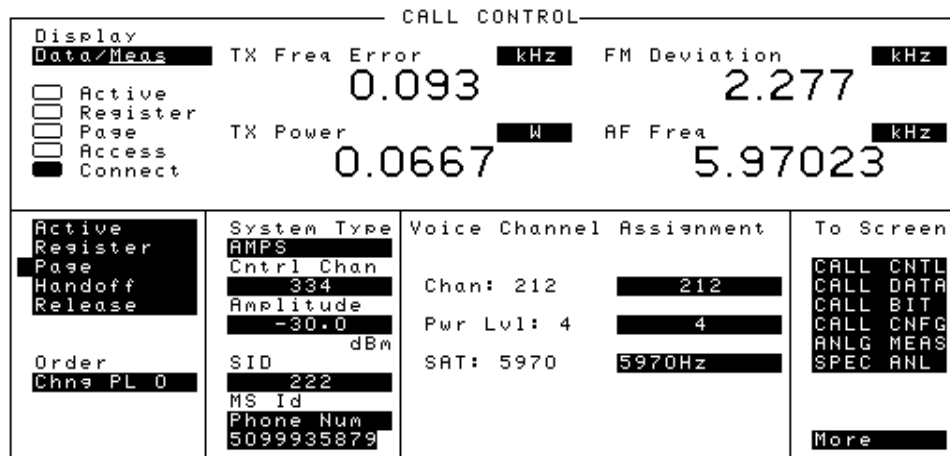 CALL CONTROL
Display
Data/Meas
Active
Register
Page
Access
Connect
TX Freq Error kHz
0.093
FM Deviation kHz
2.277
TX Power W
0.0667
AF Freq kHz
5.97023
Active
Register
Page
Handoff
Release
Order
Chng PL 0
System Type
AMPS
Cntrl Chan
334
Amplitude
-30.0
dBm
SID
222
MS Id
Phone Num
5099935879
Voice Channel Assignment
Chan: 212 212
Pwr Lvl: 4 4
SAT: 5970 5970Hz
To Screen
CALL CNTL
CALL DATA
CALL BIT
CALL CNFG
ANLG MEAS
SPEC ANL
More